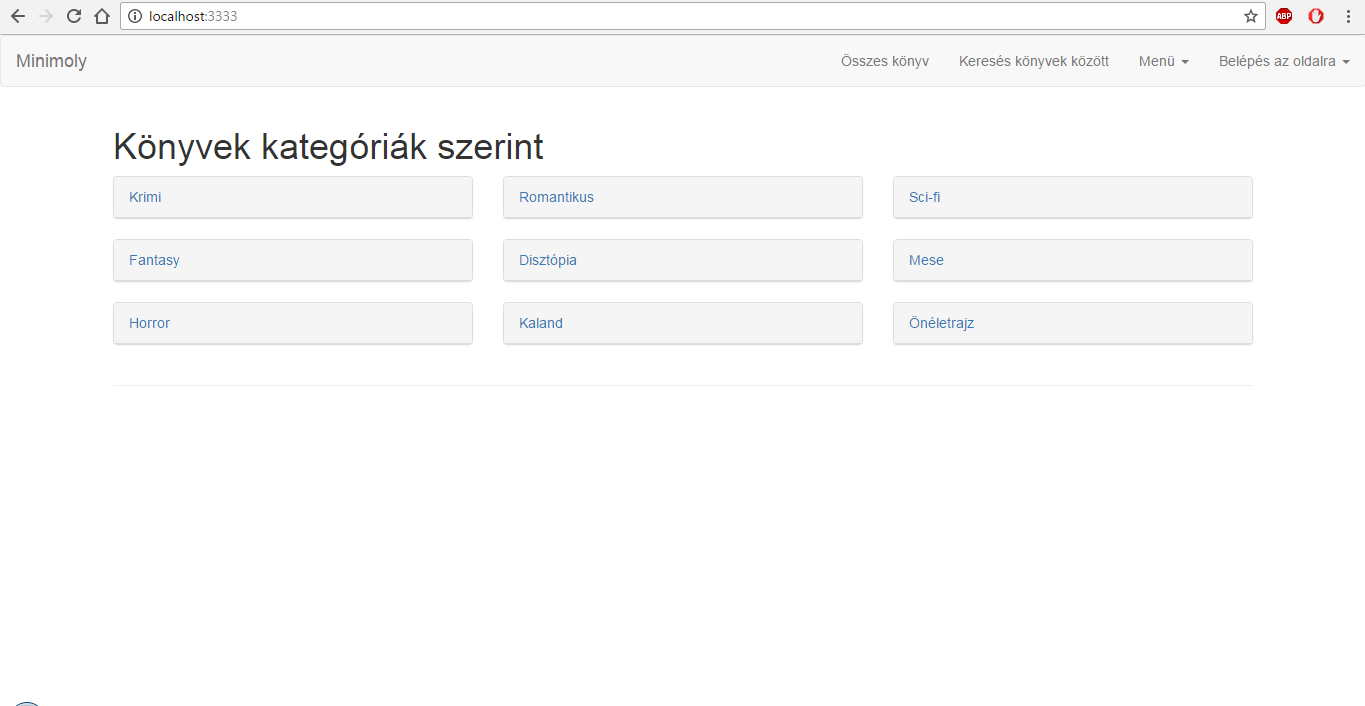 localhost:3333
ABP
Minimoly Összes könyv Keresés könyvek között Menü Belépés az oldalra
Könyvek kategóriák szerint
Krimi Romantikus Sci-fi
Fantasy Disztópia Mese
Horror Kaland Önéletrajz